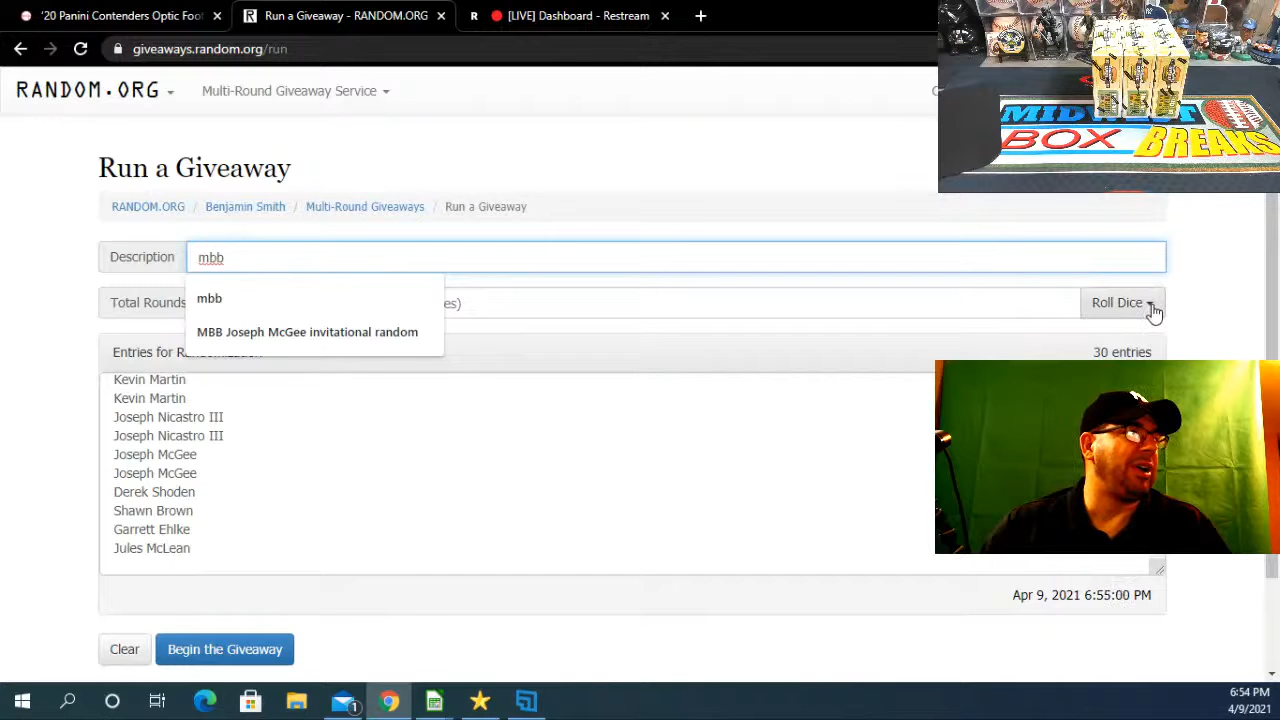 '20 Panini Contenders Optic Foo
Run a Giveaway - RANDOM.ORG
R [LIVE] Dashboard - Restream
giveaways.random.org/run
RANDOM.ORG
Multi-Round Giveaway Service
MIDWEST
BOX BREAKS
Run a Giveaway
RANDOM.ORG / Benjamin Smith / Multi-Round Giveaways / Run a Giveaway
Description mbb
mbb
Total Rounds es) Roll Dice
MBB Joseph McGee invitational random
Entries for 30 entries
Kevin Martin
Kevin Martin
Joseph Nicastro III
Joseph Nicastro III
Joseph McGee
Joseph McGee
Derek Shoden
Shawn Brown
Garrett Ehlke
Jules McLean
Apr 9, 2021 6:55:00 PM
Clear Begin the Giveaway
1
6:54 PM
4/9/2021